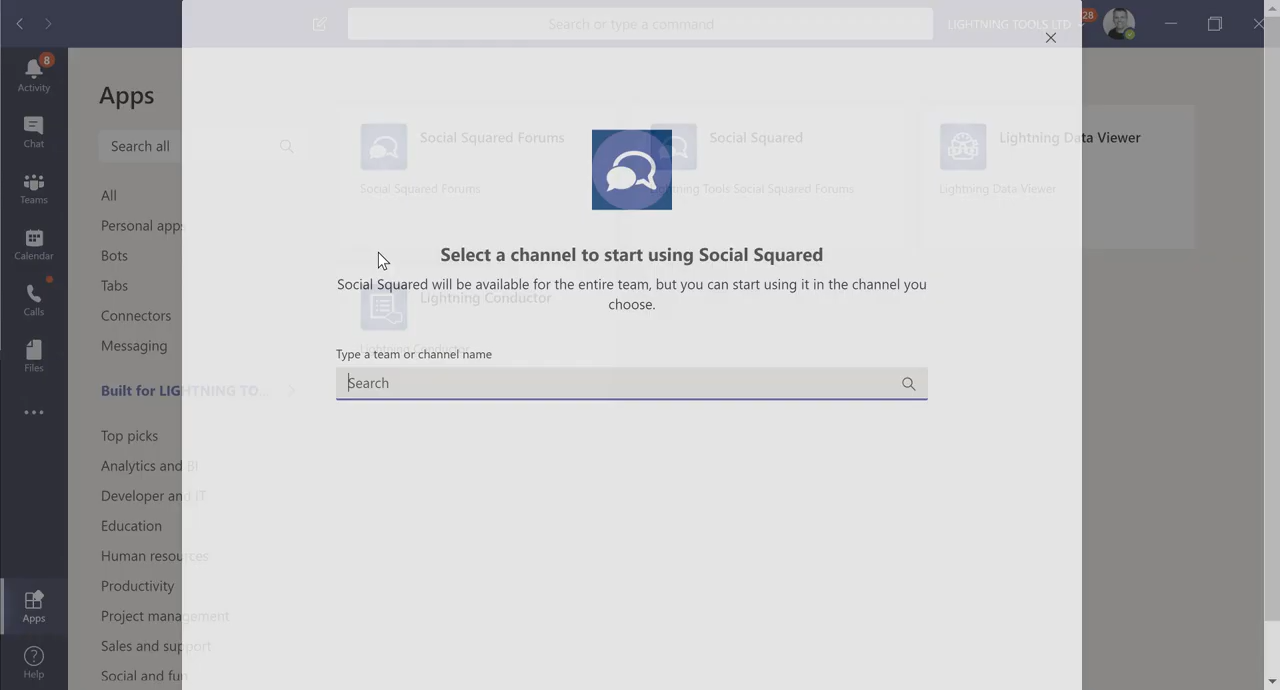 Search or type a command
LIGHTNING TOOLS LTD
28
8
Activity
Chat
Teams
Calendar
Calls
Files
Apps
Help
Apps
Search all
All
Personal apps
Bots
Tabs
Connectors
Messaging
Built for LIGHTNING TO...
Top picks
Analytics and BI
Developer and IT
Education
Human resources
Productivity
Project management
Sales and support
Social and fun
Social Squared Forums
Social Squared Forums
Social Squared
Lightning Tools Social Squared Forums
Lightning Data Viewer
Lightning Data Viewer
Lightning Conductor
Lightning Conductor
Select a channel to start using Social Squared
Social Squared will be available for the entire team, but you can start using it in the channel you
choose.
Type a team or channel name
Search